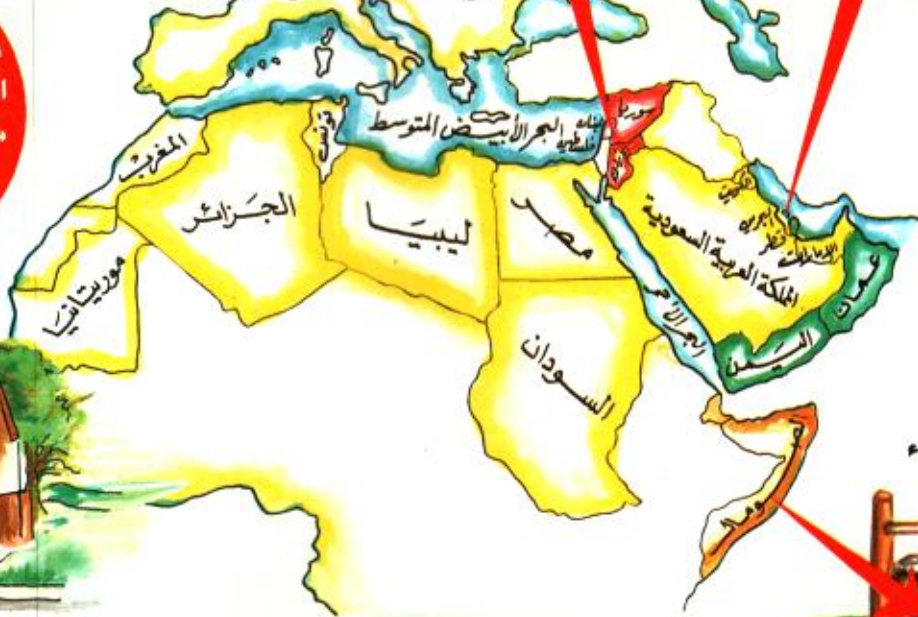 سوريا
لبنان
فلسطين
البحر الأبيض المتوسط
تونس
المغرب
الجزائر
ليبيا
مصر
موريتانيا
السودان
البحر الأحمر
المملكة العربية السعودية
الكويت
البحرين
قطر
الإمارات
عمان
اليمن
الصومال